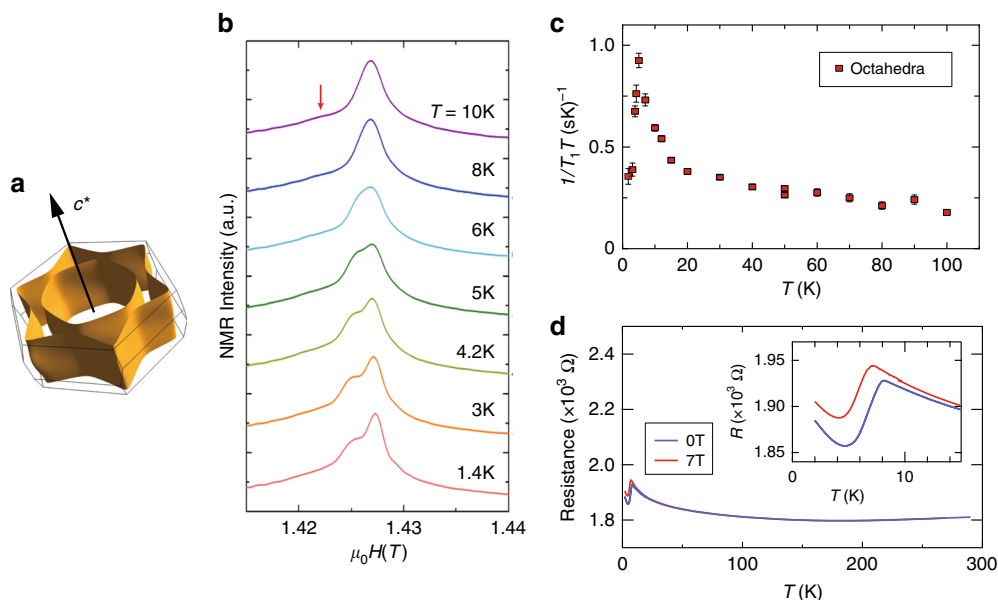 a
c*
b
T = 10K
8K
6K
5K
4.2K
3K
1.4K
NMR Intensity (a.u.)
1.42
1.43
1.44
μ₀H(T)
c
1.0
0.5
0
Octahedra
1/T₁T (sK)⁻¹
0
20
40
60
80
100
T (K)
d
2.4
2.2
2.0
1.8
Resistance (×10³ Ω)
0T
7T
1.95
1.90
1.85
R (×10³ Ω)
0
10
T (K)
0
100
200
300
T (K)